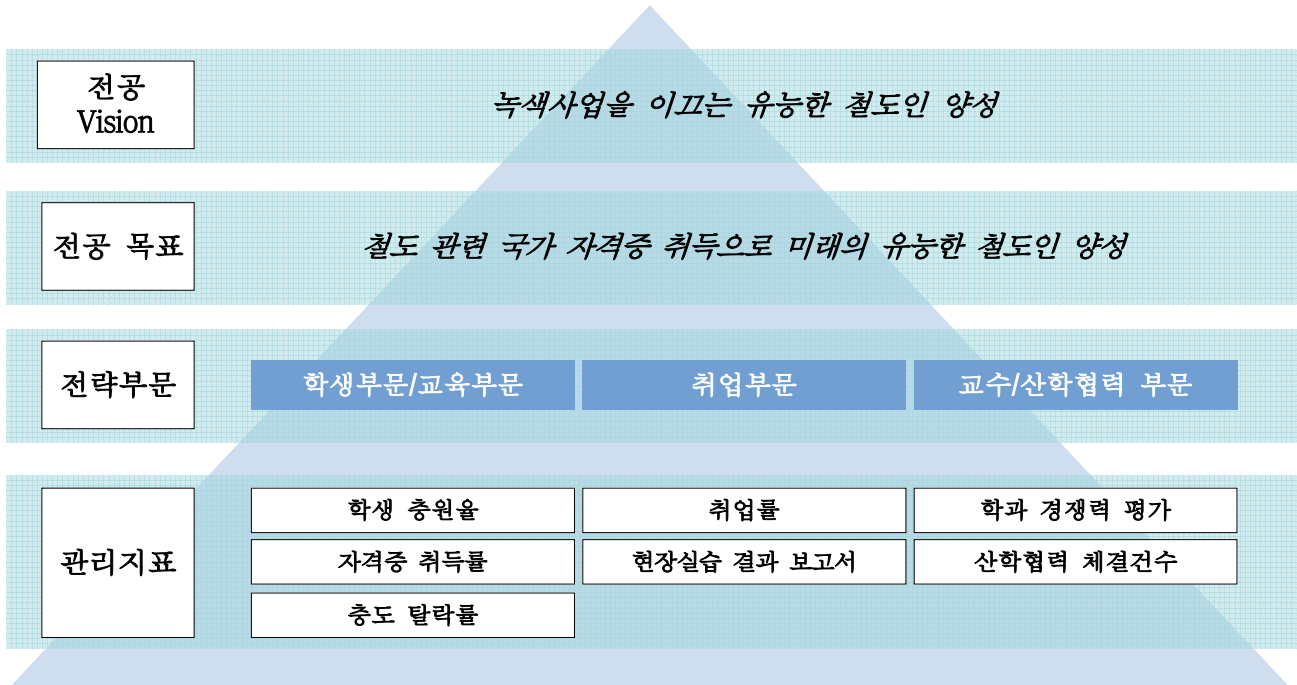 전공
Vision
녹색사업을 이끄는 유능한 철도인 양성
전공 목표
철도 관련 국가 자격증 취득으로 미래의 유능한 철도인 양성
전략부문
학생부문/교육부문
취업부문
교수/산학협력 부문
관리지표
학생 충원율
취업률
학과 경쟁력 평가
자격증 취득률
현장실습 결과 보고서
산학협력 체결건수
충도 탈락률